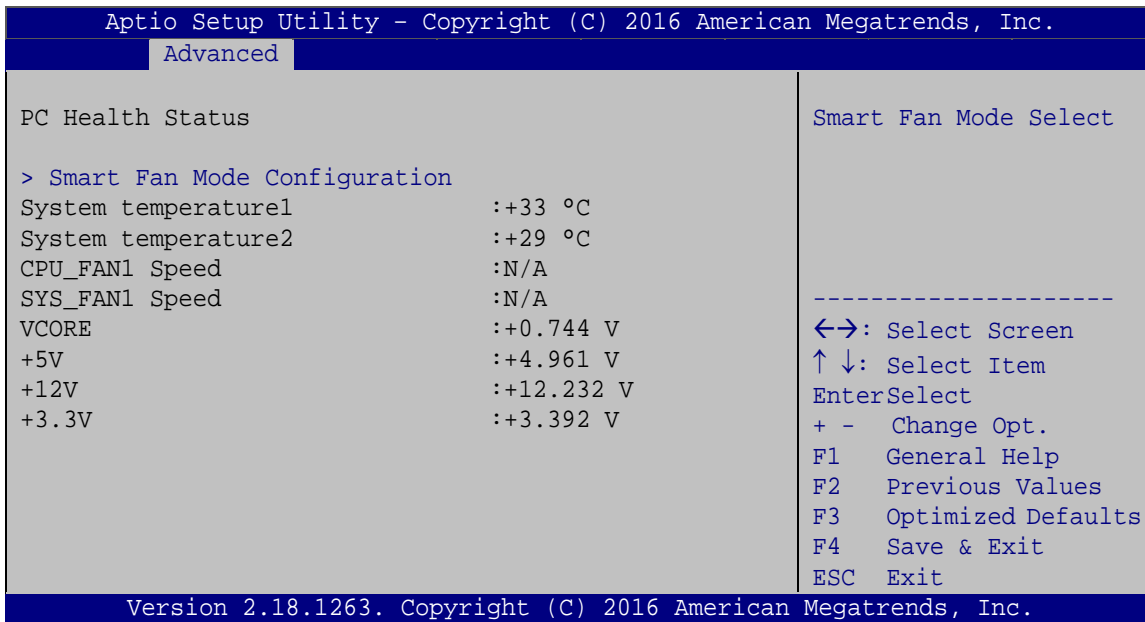 Aptio Setup Utility – Copyright (C) 2016 American Megatrends, Inc.
Advanced
PC Health Status
> Smart Fan Mode Configuration
System temperature1 :+33 °C
System temperature2 :+29 °C
CPU_FAN1 Speed :N/A
SYS_FAN1 Speed :N/A
VCORE :+0.744 V
+5V :+4.961 V
+12V :+12.232 V
+3.3V :+3.392 V
Smart Fan Mode Select
---------------------
←→: Select Screen
↑ ↓: Select Item
EnterSelect
+ - Change Opt.
F1 General Help
F2 Previous Values
F3 Optimized Defaults
F4 Save & Exit
ESC Exit
Version 2.18.1263. Copyright (C) 2016 American Megatrends, Inc.